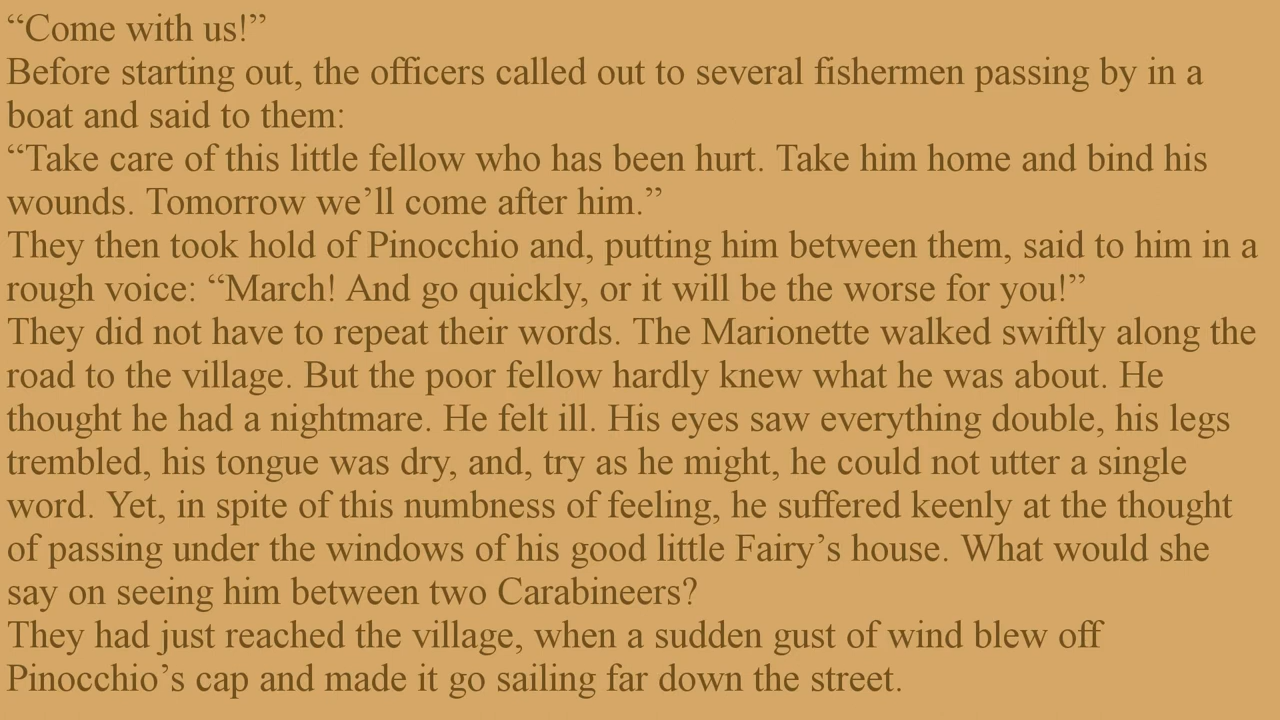 “Come with us!”
Before starting out, the officers called out to several fishermen passing by in a
boat and said to them:
“Take care of this little fellow who has been hurt. Take him home and bind his
wounds. Tomorrow we’ll come after him.”
They then took hold of Pinocchio and, putting him between them, said to him in a
rough voice: “March! And go quickly, or it will be the worse for you!”
They did not have to repeat their words. The Marionette walked swiftly along the
road to the village. But the poor fellow hardly knew what he was about. He
thought he had a nightmare. He felt ill. His eyes saw everything double, his legs
trembled, his tongue was dry, and, try as he might, he could not utter a single
word. Yet, in spite of this numbness of feeling, he suffered keenly at the thought
of passing under the windows of his good little Fairy’s house. What would she
say on seeing him between two Carabineers?
They had just reached the village, when a sudden gust of wind blew off
Pinocchio’s cap and made it go sailing far down the street.